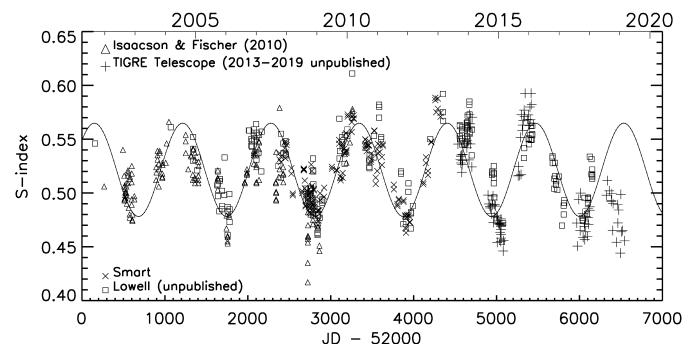 2005 2010 2015 2020
0.65
△ Isaacson & Fischer (2010)
+ TIGRE Telescope (2013-2019 unpublished)
0.60
0.55
S-index
0.50
0.45
× Smart
□ Lowell (unpublished)
0.40
0 1000 2000 3000 4000 5000 6000 7000
JD - 52000